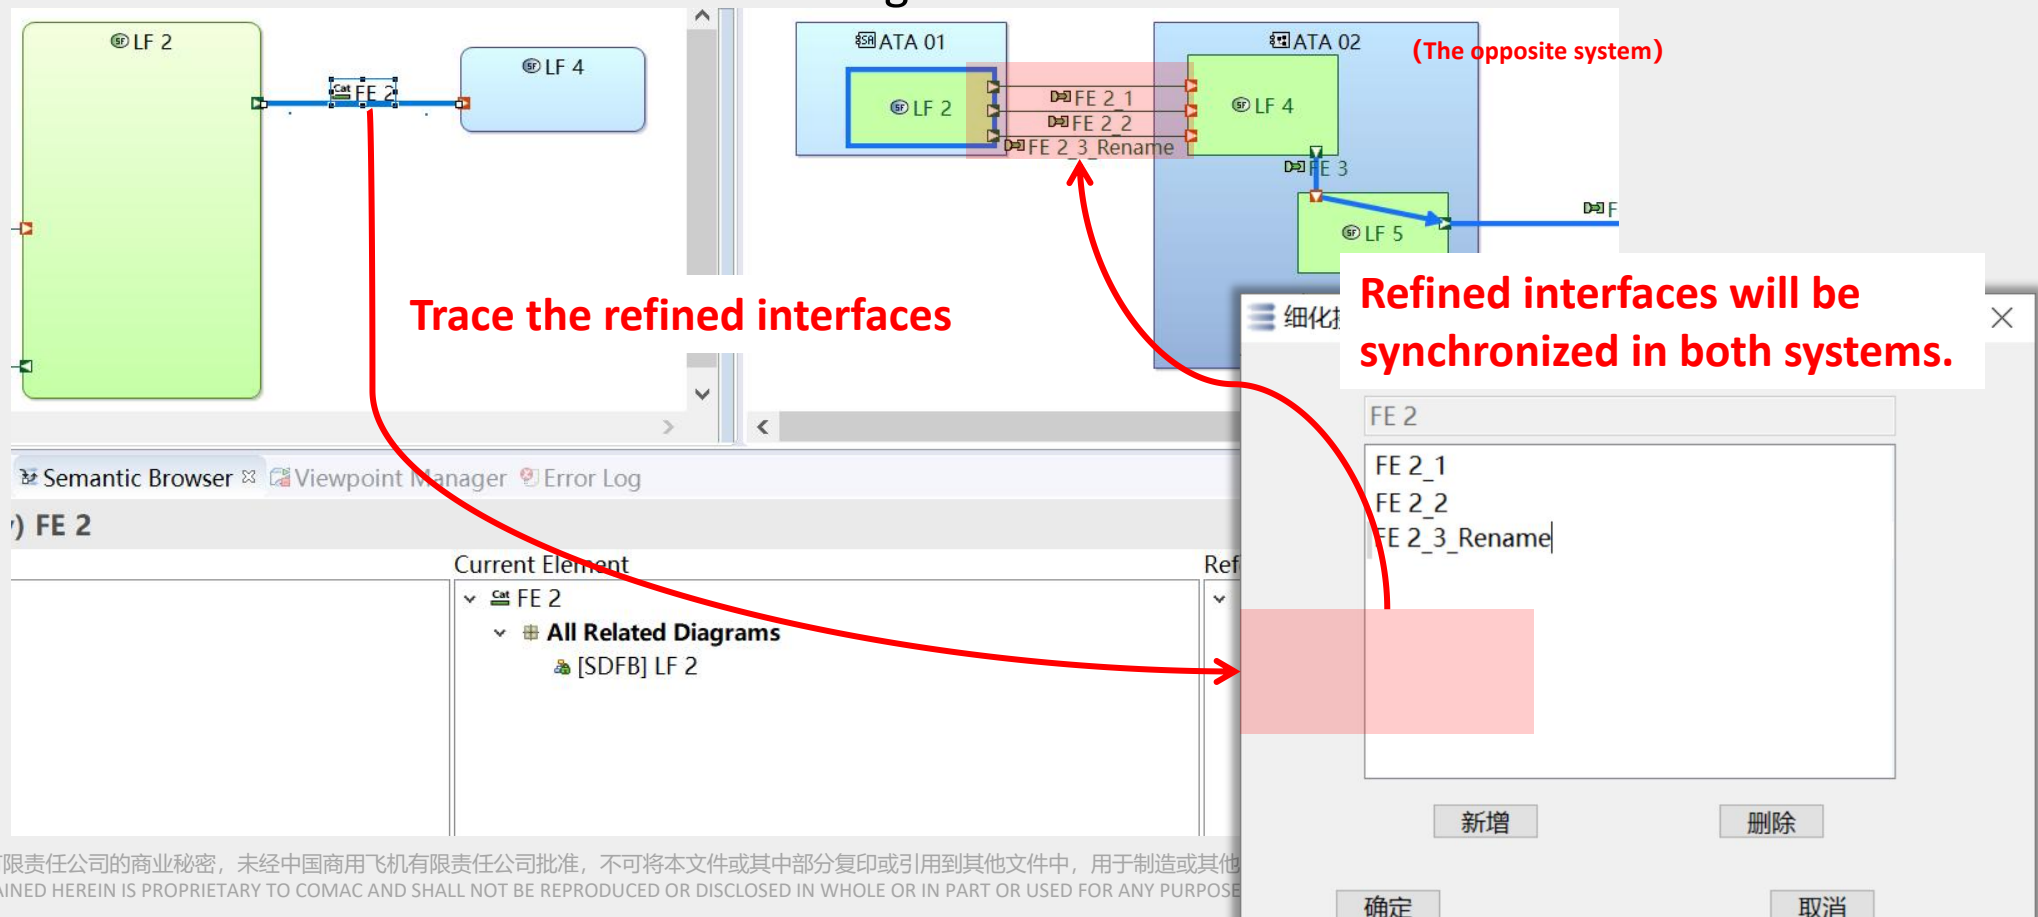 LF 2
FE 2
LF 4
ATA 01
LF 2
FE 2_1
FE 2_2
FE 2_3_Rename
ATA 02
(The opposite system)
LF 4
FE 3
LF 5
F
Trace the refined interfaces
Refined interfaces will be
synchronized in both systems.
细化
FE 2
FE 2_1
FE 2_2
FE 2_3_Rename
新增
删除
确定
取消
Semantic Browser
Viewpoint Manager
Error Log
) FE 2
Current Element
Ref
Cat FE 2
All Related Diagrams
[SDFB] LF 2
限责任公司的商业秘密，未经中国商用飞机有限责任公司批准，不可将本文件或其中部分复印或引用到其他文件中，用于制造或其他
AINED HEREIN IS PROPRIETARY TO COMAC AND SHALL NOT BE REPRODUCED OR DISCLOSED IN WHOLE OR IN PART OR USED FOR ANY PURPOSE